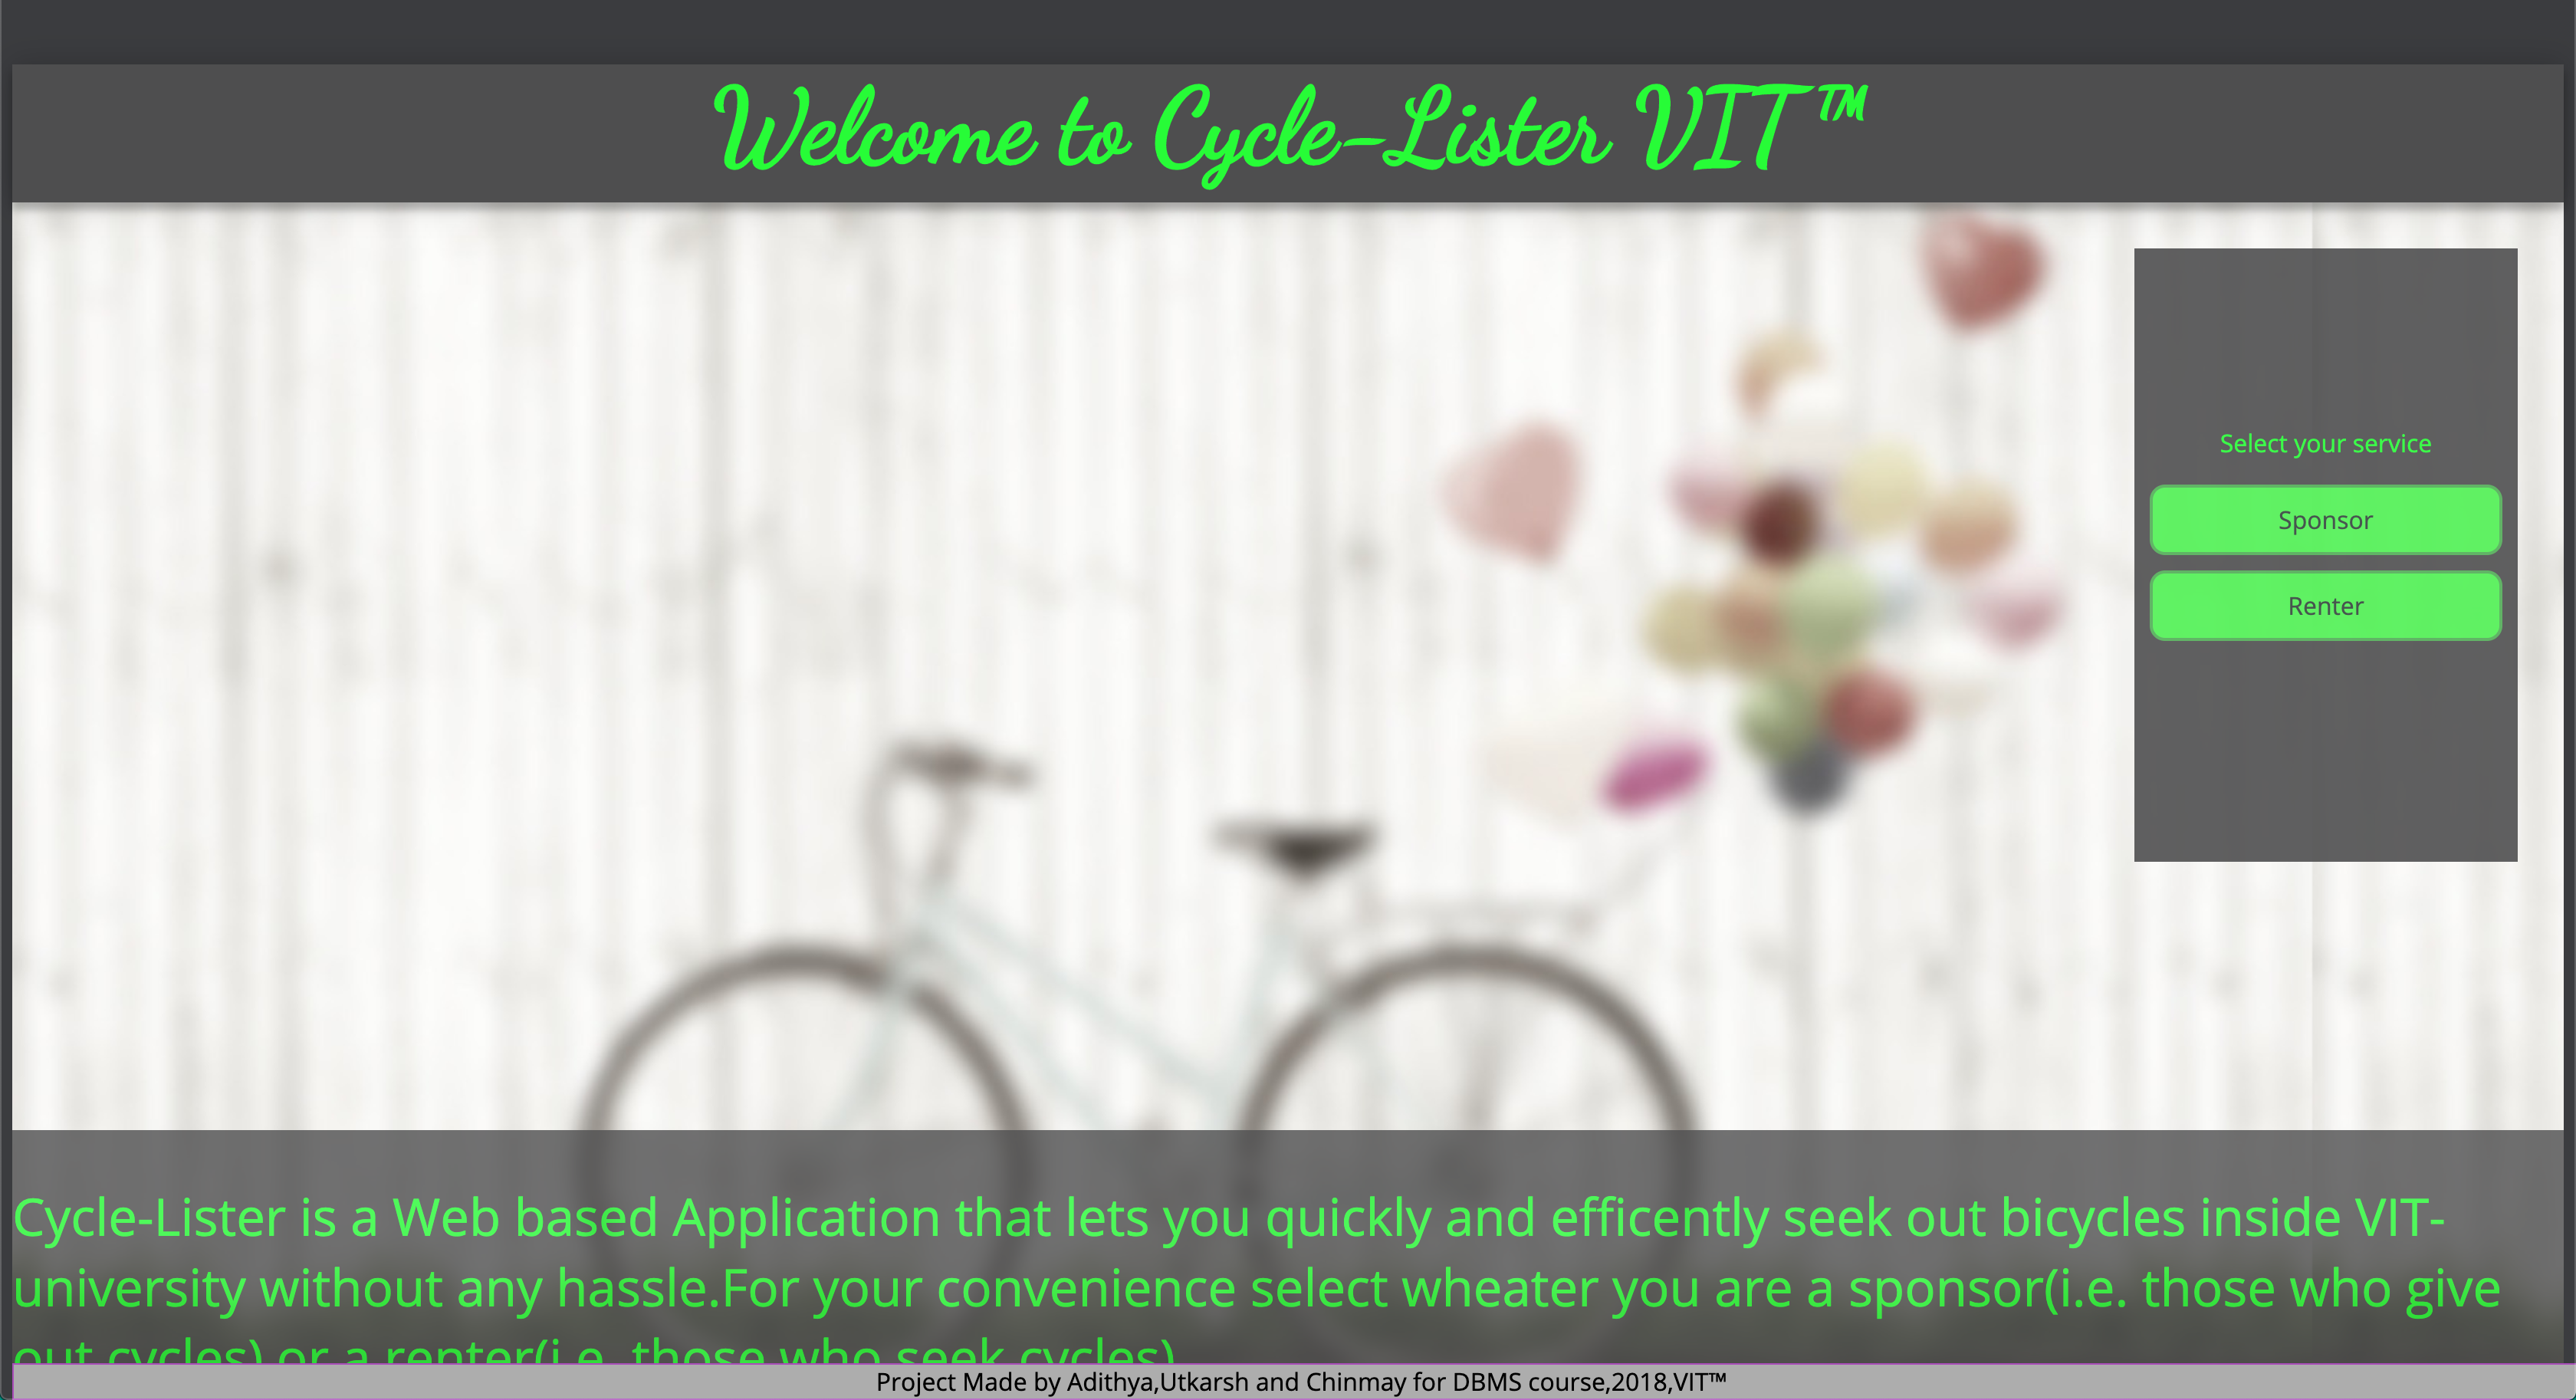 Welcome to Cycle-Lister VIT™
Select your service
Sponsor
Renter
Cycle-Lister is a Web based Application that lets you quickly and efficently seek out bicycles inside VIT-
university without any hassle.For your convenience select wheater you are a sponsor(i.e. those who give
out cycles) or a renter(i.e. those who seek cycles)
Project Made by Adithya,Utkarsh and Chinmay for DBMS course,2018,VIT™